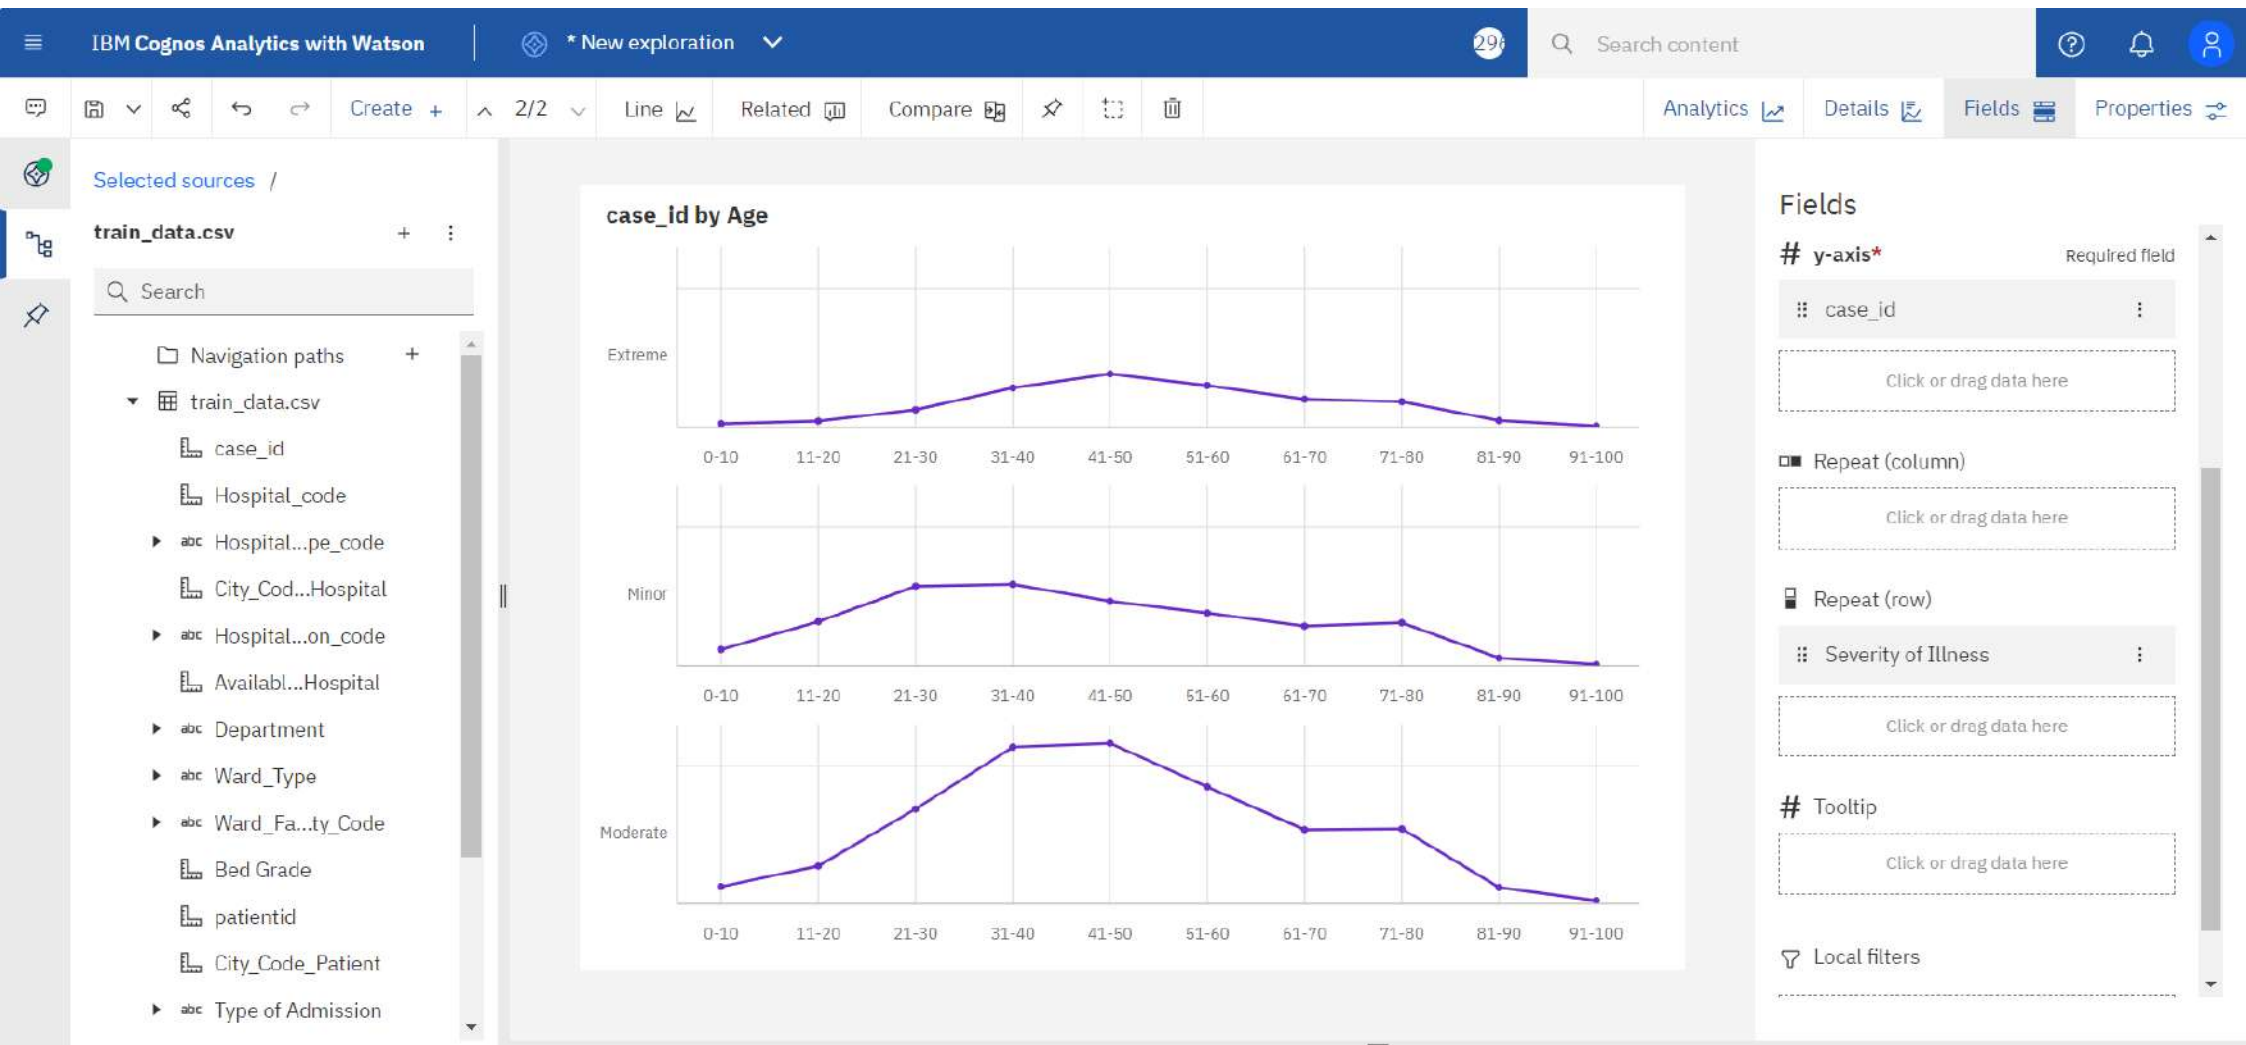 IBM Cognos Analytics with Watson
* New exploration
Search content
Create +
2/2
Line
Related
Compare
Analytics
Details
Fields
Properties
Selected sources /
train_data.csv
Search
Navigation paths
train_data.csv
case_id
Hospital_code
abc Hospital...pe_code
City_Cod...Hospital
abc Hospital...on_code
Availabl...Hospital
abc Department
abc Ward_Type
abc Ward_Fa...ty_Code
Bed Grade
patientid
City_Code_Patient
abc Type of Admission
case_id by Age
Extreme
0-10 11-20 21-30 31-40 41-50 51-60 61-70 71-80 81-90 91-100
Minor
0-10 11-20 21-30 31-40 41-50 51-60 61-70 71-80 81-90 91-100
Moderate
0-10 11-20 21-30 31-40 41-50 51-60 61-70 71-80 81-90 91-100
Fields
# y-axis* Required field
case_id
Click or drag data here
Repeat (column)
Click or drag data here
Repeat (row)
Severity of Illness
Click or drag data here
# Tooltip
Click or drag data here
Local filters